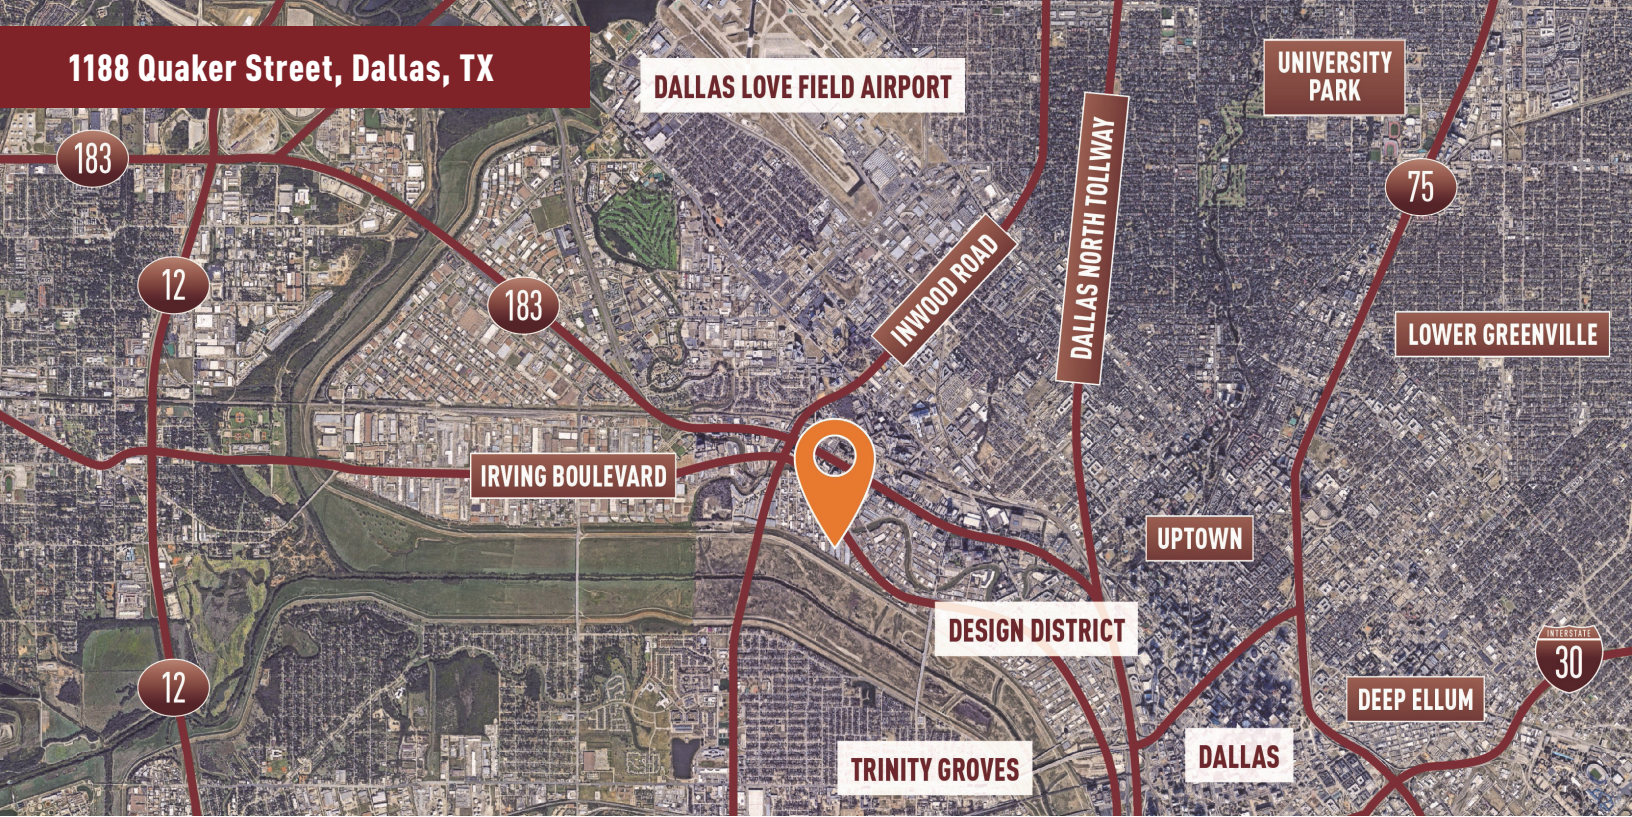 1188 Quaker Street, Dallas, TX
DALLAS LOVE FIELD AIRPORT
UNIVERSITY
PARK
183
75
DALLAS NORTH TOLLWAY
INWOOD ROAD
12
183
LOWER GREENVILLE
IRVING BOULEVARD
UPTOWN
DESIGN DISTRICT
INTERSTATE
30
12
DEEP ELLUM
DALLAS
TRINITY GROVES